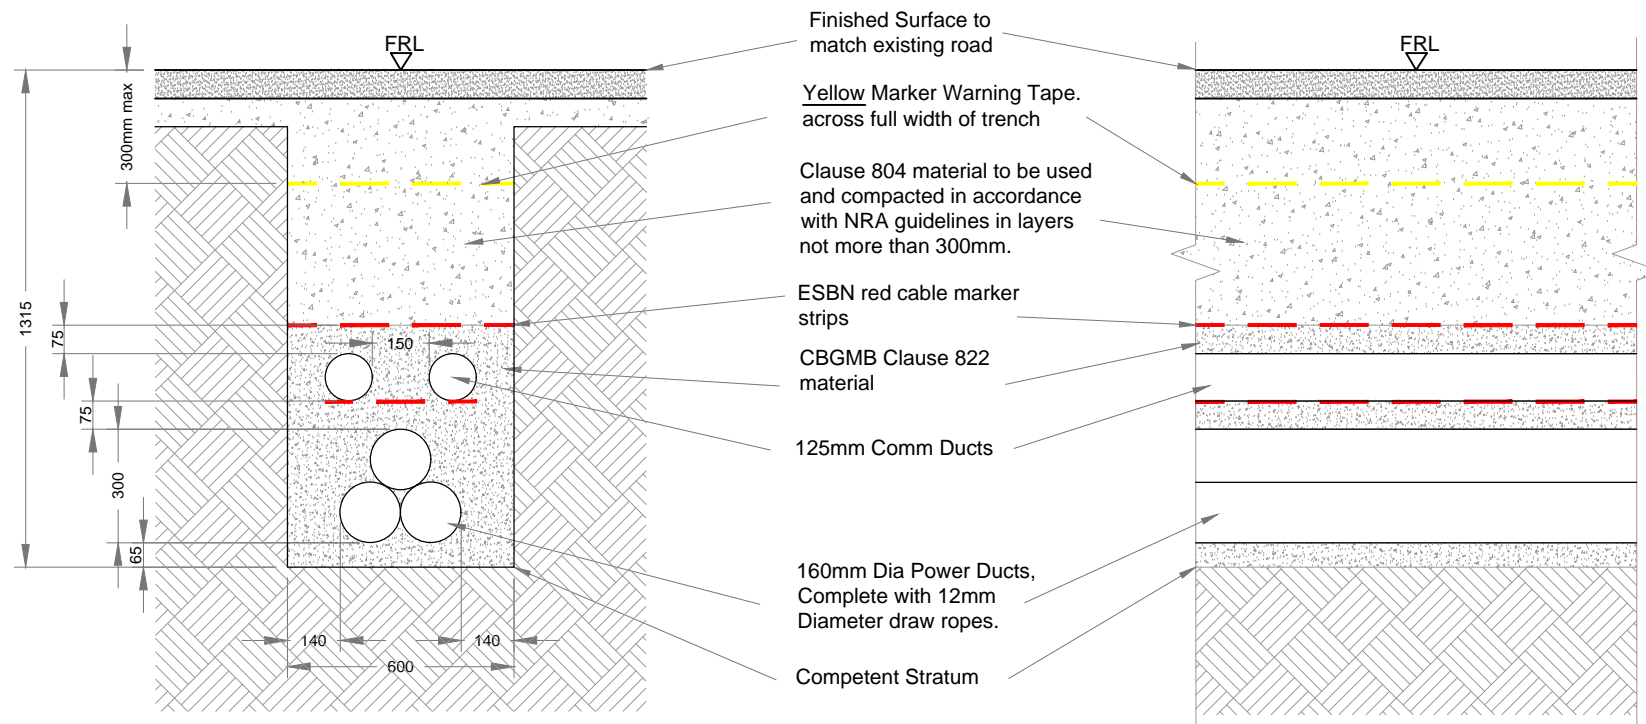 FRL
Finished Surface to
match existing road
FRL
300mm max
Yellow Marker Warning Tape.
across full width of trench
Clause 804 material to be used
and compacted in accordance
with NRA guidelines in layers
not more than 300mm.
1315
ESBN red cable marker
strips
75
150
CBGMB Clause 822
material
75
125mm Comm Ducts
300
65
160mm Dia Power Ducts,
Complete with 12mm
Diameter draw ropes.
140
140
600
Competent Stratum